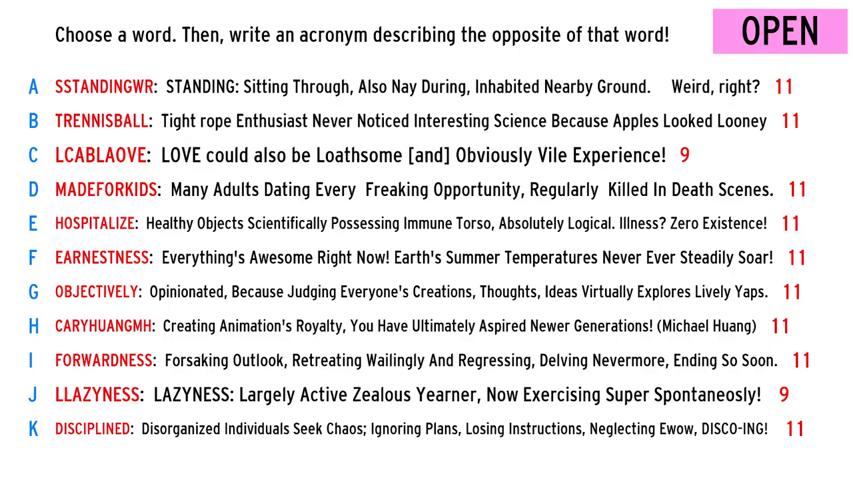 Choose a word. Then, write an acronym describing the opposite of that word! OPEN
A SSTANDINGWR: STANDING: Sitting Through, Also Nay During, Inhabited Nearby Ground. Weird, right? 11
B TRENNISBALL: Tight rope Enthusiast Never Noticed Interesting Science Because Apples Looked Looney 11
C LCABLAOVE: LOVE could also be Loathsome [and] Obviously Vile Experience! 9
D MADEFORKIDS: Many Adults Dating Every Freaking Opportunity, Regularly Killed In Death Scenes. 11
E HOSPITALIZE: Healthy Objects Scientifically Possessing Immune Torso, Absolutely Logical. Illness? Zero Existence! 11
F EARNESTNESS: Everything's Awesome Right Now! Earth's Summer Temperatures Never Ever Steadily Soar! 11
G OBJECTIVELY: Opinionated, Because Judging Everyone's Creations, Thoughts, Ideas Virtually Explores Lively Yaps. 11
H CARYHUANGMH: Creating Animation's Royalty, You Have Ultimately Aspired Newer Generations! (Michael Huang) 11
I FORWARDNESS: Forsaking Outlook, Retreating Wailingly And Regressing, Delving Nevermore, Ending So Soon. 11
J LLAZYNESS: LAZYNESS: Largely Active Zealous Yearner, Now Exercising Super Spontaneosly! 9
K DISCIPLINED: Disorganized Individuals Seek Chaos; Ignoring Plans, Losing Instructions, Neglecting Ewow, DISCO-ING! 11